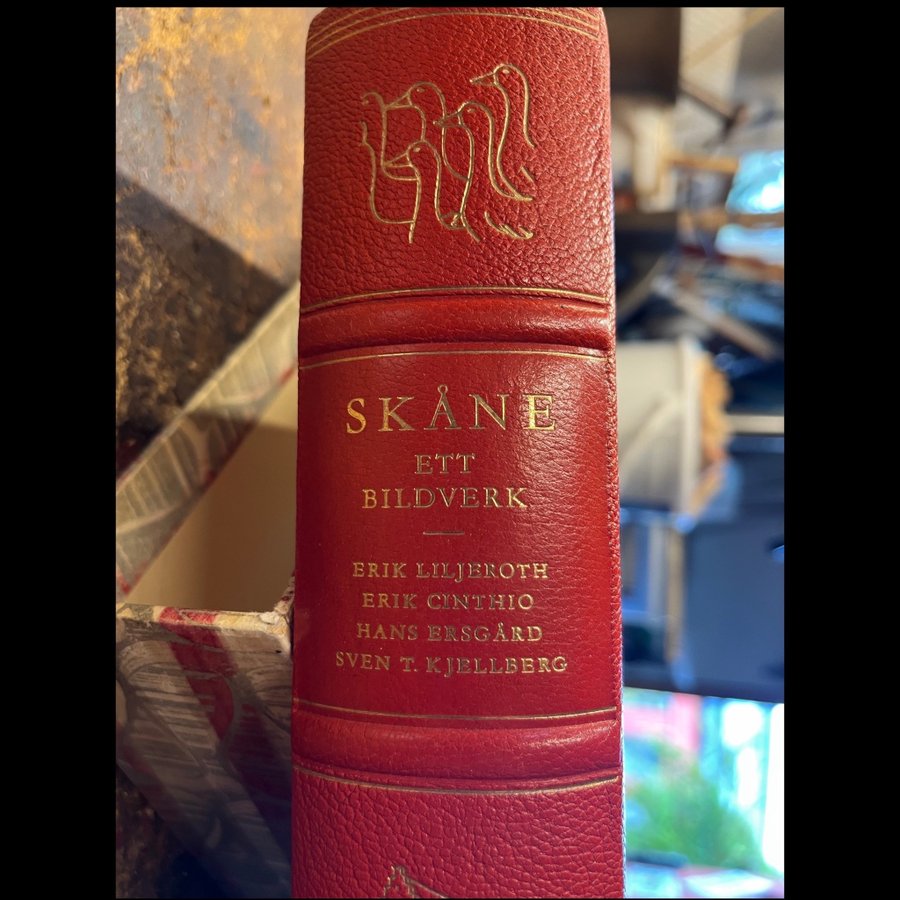 SKÅNE
ETT
BILDVERK
ERIK LILJEROTH
ERIK CINTHIO
HANS ERSGÅRD
SVEN T. KJELLBERG